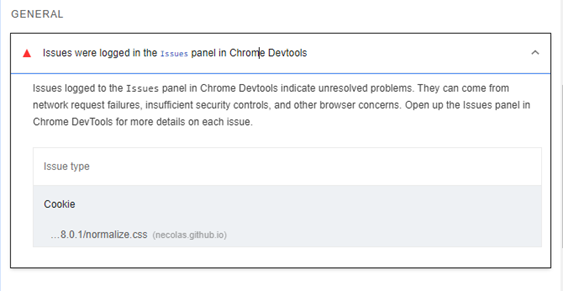 GENERAL
Issues were logged in the Issues panel in Chrome Devtools
Issues logged to the Issues panel in Chrome Devtools indicate unresolved problems. They can come from
network request failures, insufficient security controls, and other browser concerns. Open up the Issues panel in
Chrome DevTools for more details on each issue.
Issue type
Cookie
…8.0.1/normalize.css (necolas.github.io)